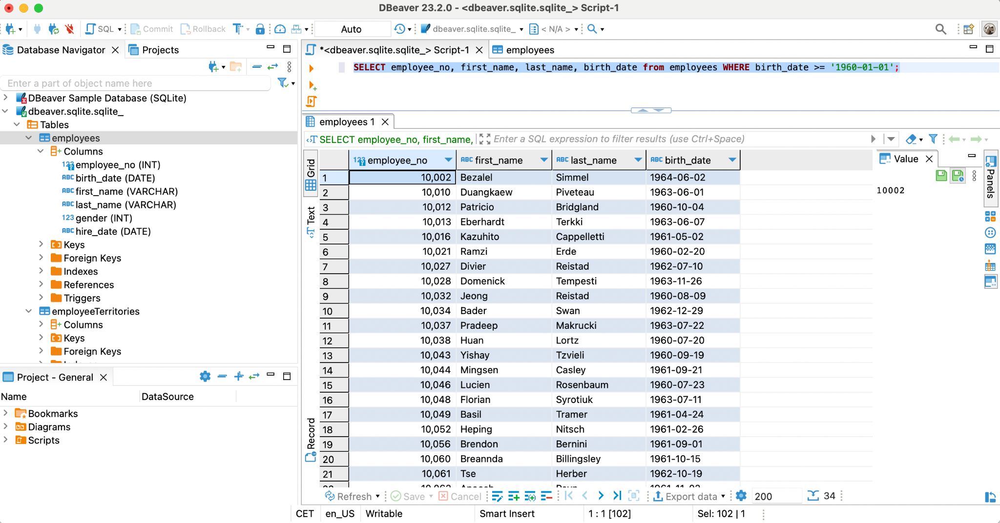 DBeaver 23.2.0 - <dbeaver.sqlite.sqlite_> Script-1
SQL Commit Rollback Auto dbeaver.sqlite.sqlite_ < N/A >
Database Navigator Projects
Enter a part of object name here
DBeaver Sample Database (SQLite)
dbeaver.sqlite.sqlite_
Tables
employees
Columns
123 employee_no (INT)
ABC birth_date (DATE)
ABC first_name (VARCHAR)
ABC last_name (VARCHAR)
123 gender (INT)
ABC hire_date (DATE)
Keys
Foreign Keys
Indexes
References
Triggers
employeeTerritories
Columns
Keys
Foreign Keys
Project - General
Name DataSource
Bookmarks
Diagrams
Scripts
*<dbeaver.sqlite.sqlite_> Script-1 employees
SELECT employee_no, first_name, last_name, birth_date from employees WHERE birth_date >= '1960-01-01';
employees 1
SELECT employee_no, first_name, Enter a SQL expression to filter results (use Ctrl+Space)
Grid
Text
Record
123 employee_no ABC first_name ABC last_name ABC birth_date
1 10,002 Bezalel Simmel 1964-06-02
2 10,010 Duangkaew Piveteau 1963-06-01
3 10,012 Patricio Bridgland 1960-10-04
4 10,013 Eberhardt Terkki 1963-06-07
5 10,016 Kazuhito Cappelletti 1961-05-02
6 10,021 Ramzi Erde 1960-02-20
7 10,027 Divier Reistad 1962-07-10
8 10,028 Domenick Tempesti 1963-11-26
9 10,032 Jeong Reistad 1960-08-09
10 10,034 Bader Swan 1962-12-29
11 10,037 Pradeep Makrucki 1963-07-22
12 10,038 Huan Lortz 1960-07-20
13 10,043 Yishay Tzvieli 1960-09-19
14 10,044 Mingsen Casley 1961-09-21
15 10,046 Lucien Rosenbaum 1960-07-23
16 10,048 Florian Syrotiuk 1963-07-11
17 10,049 Basil Tramer 1961-04-24
18 10,052 Heping Nitsch 1961-02-26
19 10,056 Brendon Bernini 1961-09-01
20 10,060 Breannda Billingsley 1961-10-15
21 10,061 Tse Herber 1962-10-19
Value
10002
Panels
Refresh Save Cancel Export data 200 34
CET en_US Writable Smart Insert 1 : 1 [102] Sel: 102 | 1